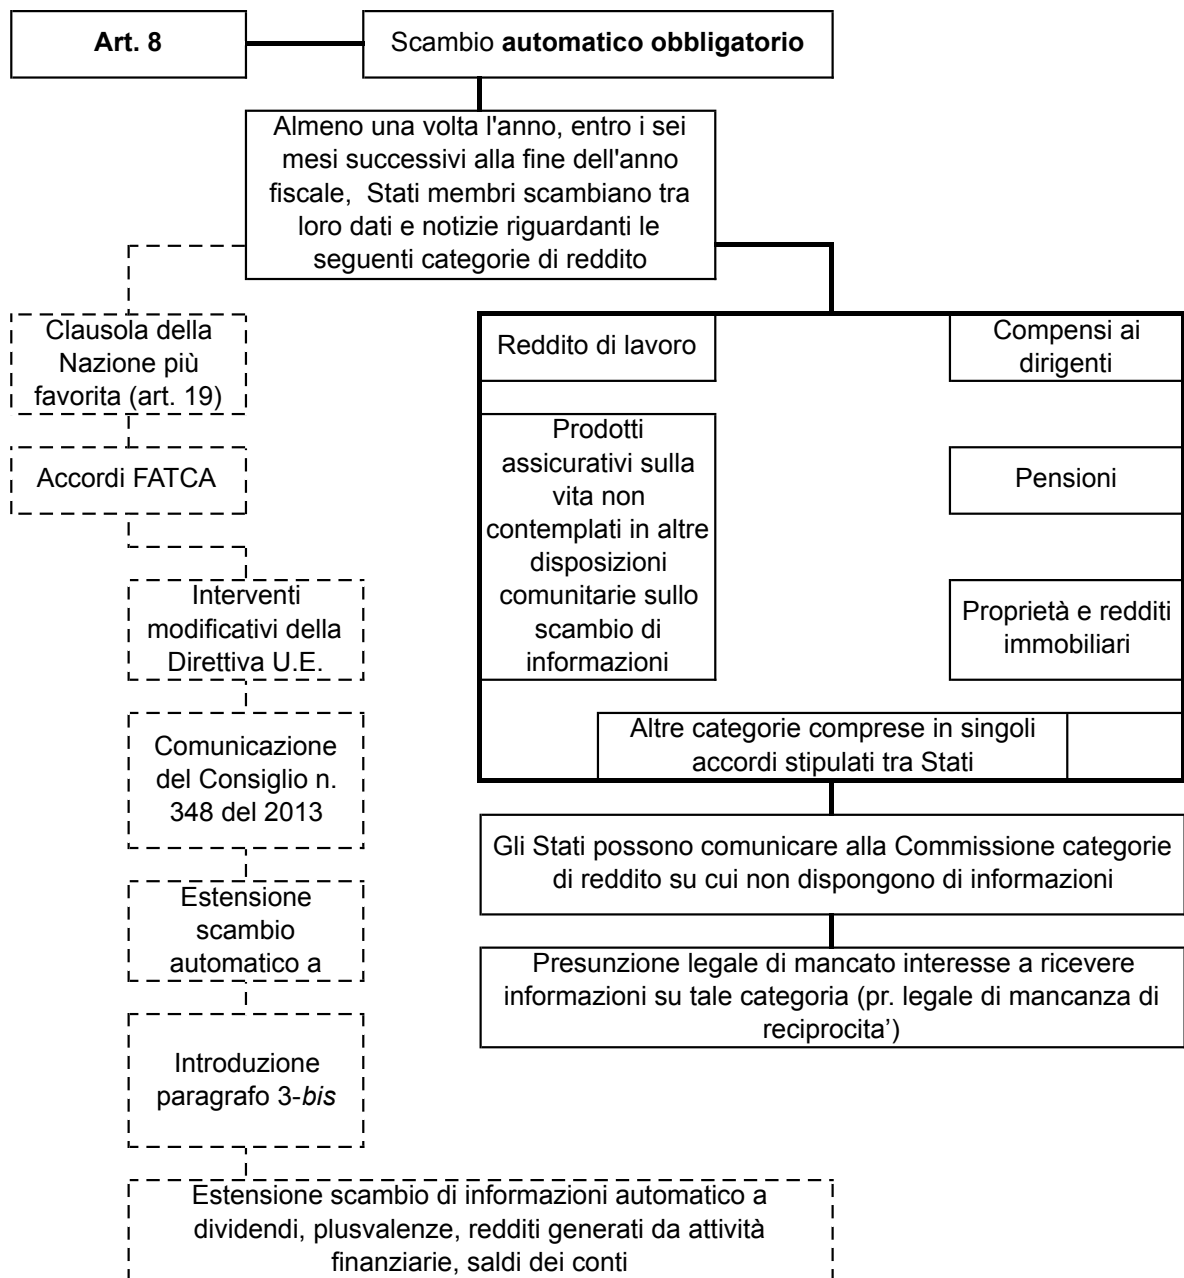 Art. 8
Scambio automatico obbligatorio
Almeno una volta l'anno, entro i sei
mesi successivi alla fine dell'anno
fiscale, Stati membri scambiano tra
loro dati e notizie riguardanti le
seguenti categorie di reddito
Clausola della
Nazione più
favorita (art. 19)
Accordi FATCA
Interventi
modificativi della
Direttiva U.E.
Comunicazione
del Consiglio n.
348 del 2013
Estensione
scambio
automatico a
Introduzione
paragrafo 3-bis
Estensione scambio di informazioni automatico a
dividendi, plusvalenze, redditi generati da attività
finanziarie, saldi dei conti
Reddito di lavoro
Compensi ai
dirigenti
Prodotti
assicurativi sulla
vita non
contemplati in altre
disposizioni
comunitarie sullo
scambio di
informazioni
Pensioni
Proprietà e redditi
immobiliari
Altre categorie comprese in singoli
accordi stipulati tra Stati
Gli Stati possono comunicare alla Commissione categorie
di reddito su cui non dispongono di informazioni
Presunzione legale di mancato interesse a ricevere
informazioni su tale categoria (pr. legale di mancanza di
reciprocita’)